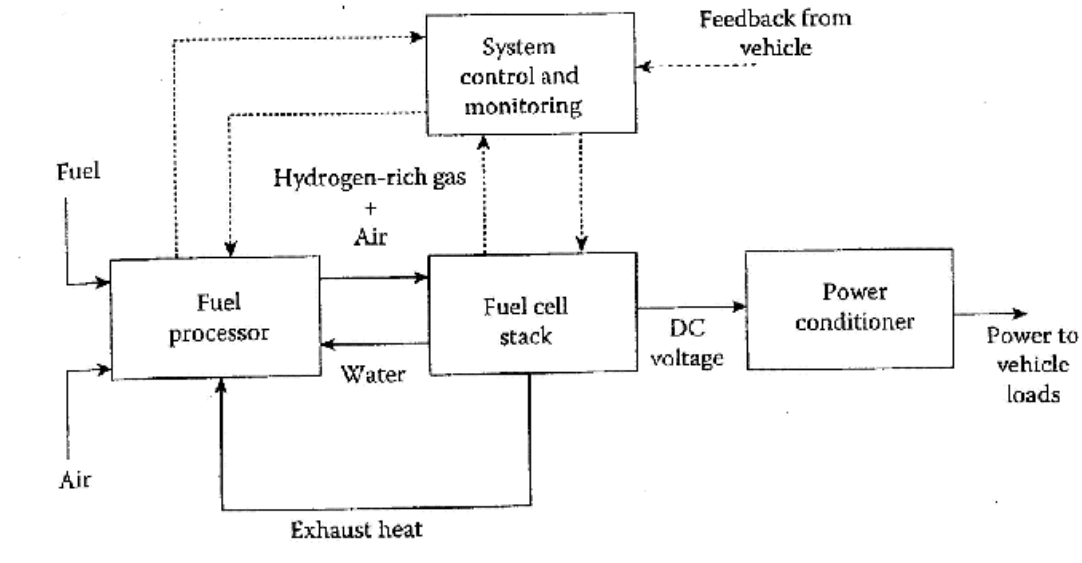 System
control and
monitoring
Feedback from
vehicle
Fuel
Hydrogen-rich gas
+
Air
Fuel
processor
Fuel cell
stack
Power
conditioner
DC
voltage
Power to
vehicle
loads
Water
Air
Exhaust heat